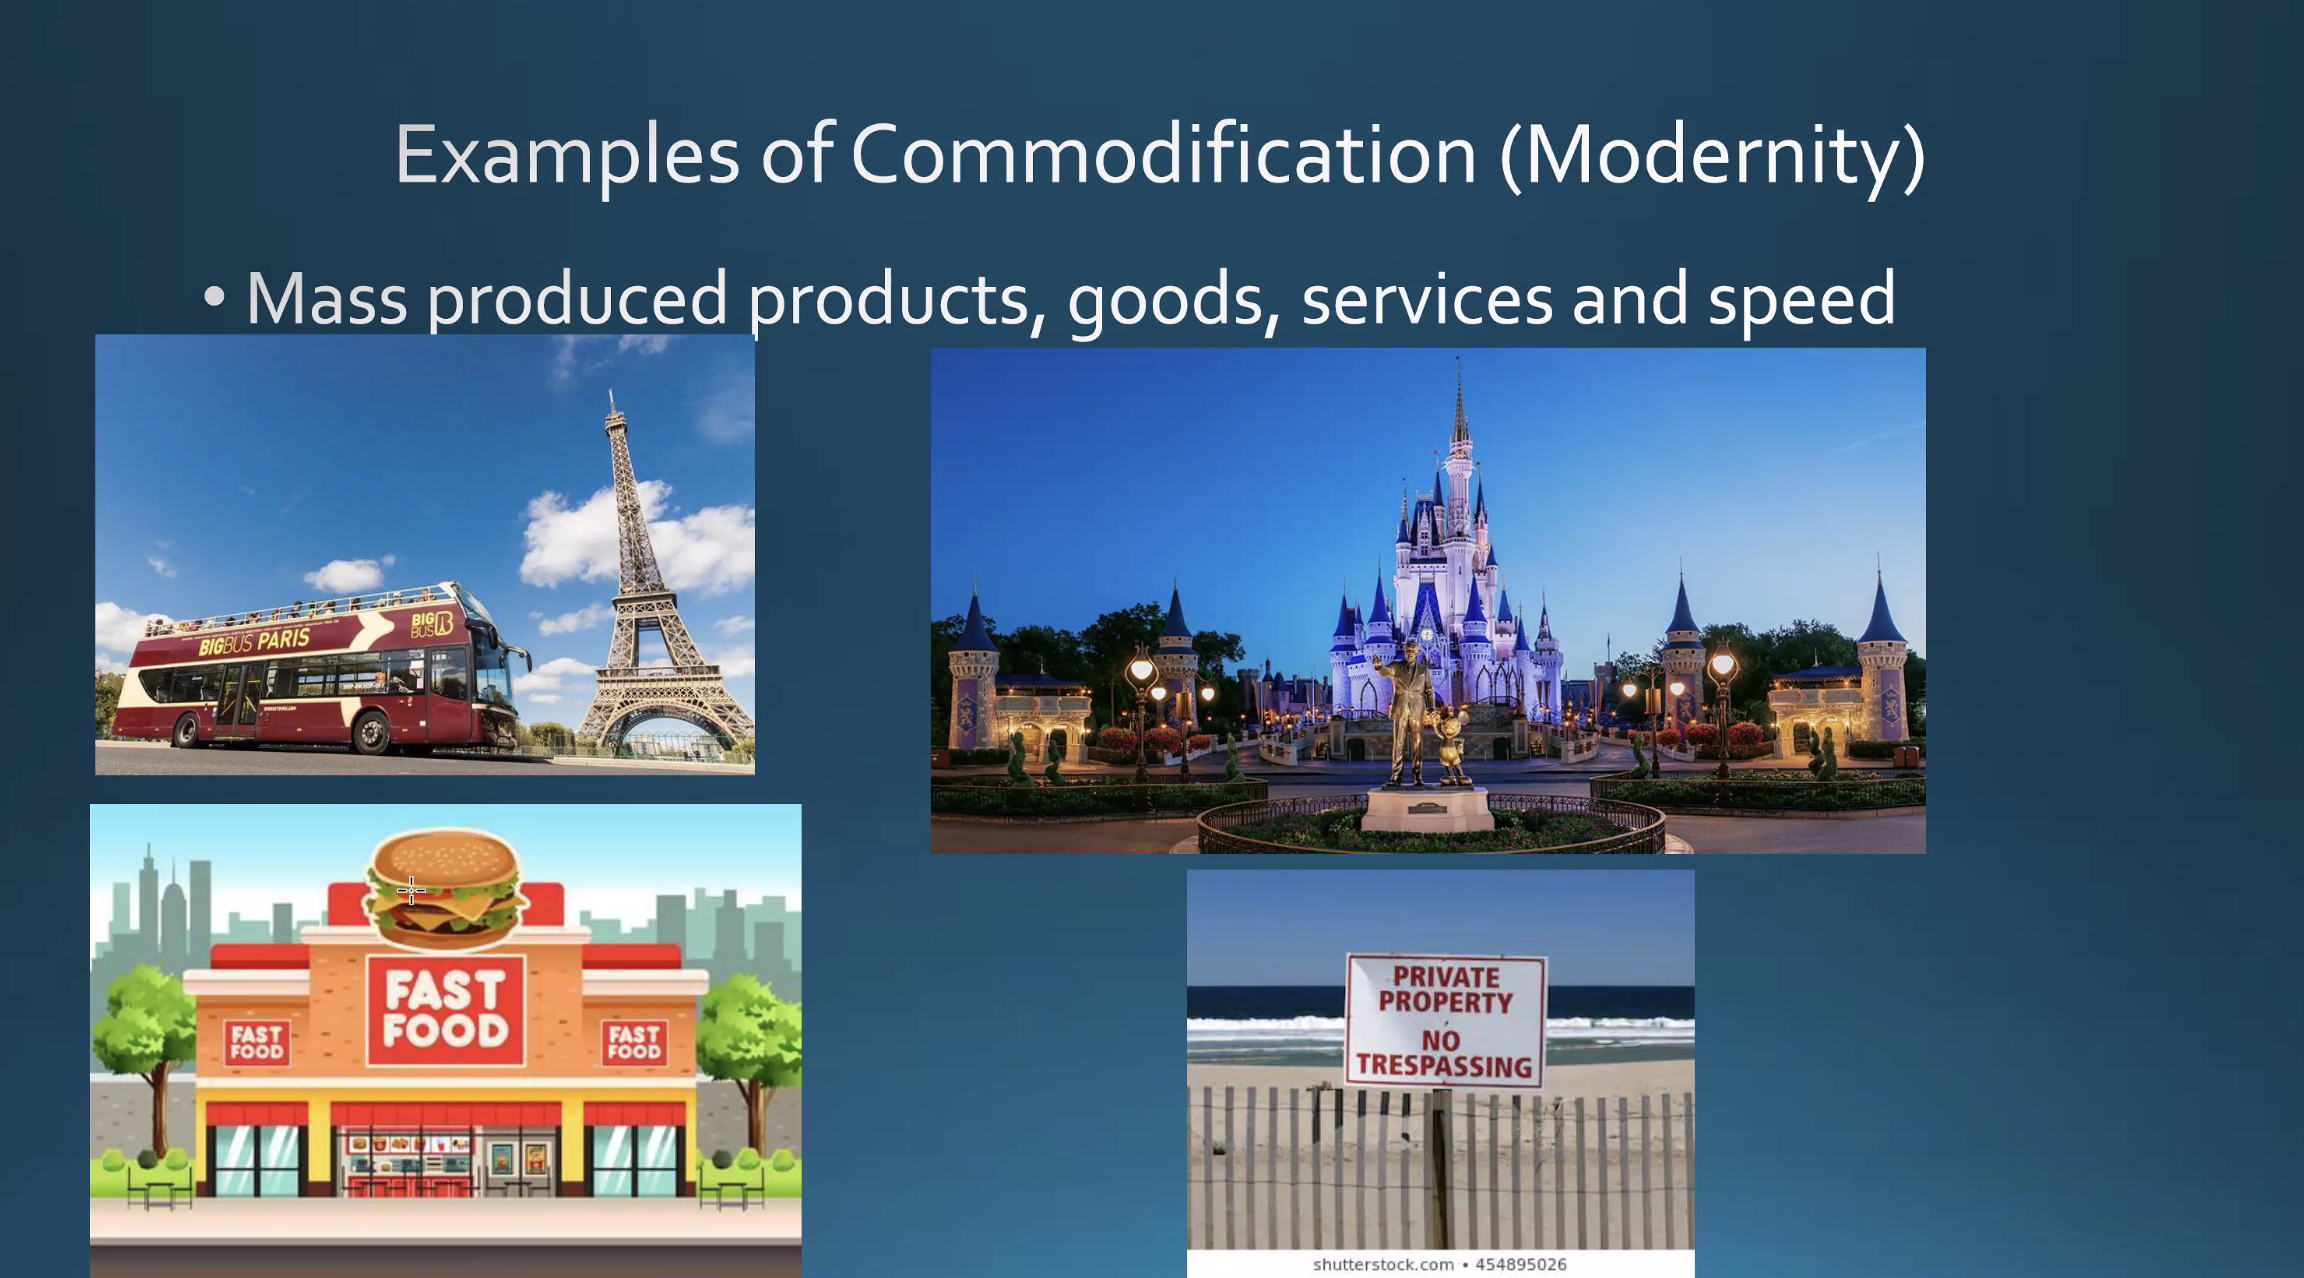 Examples of Commodification (Modernity)
• Mass produced products, goods, services and speed
BIGBUS PARIS
BIG
BUS
FAST
FOOD
FAST
FOOD
FAST
FOOD
PRIVATE
PROPERTY
NO
TRESPASSING
shutterstock.com • 454895026